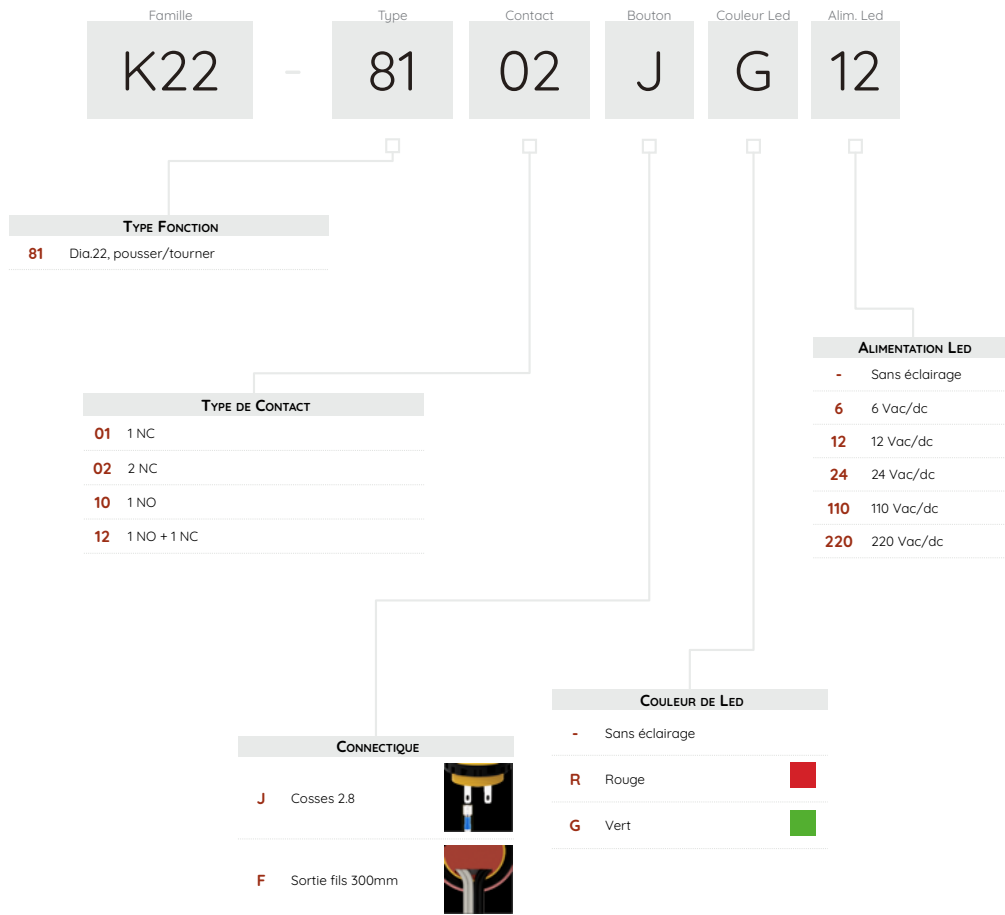 Famille Type Contact Bouton Couleur Led Alim. Led
K22 - 81 02 J G 12
Type Fonction
81 Dia.22, pousser/tourner
Type de Contact
01 1 NC
02 2 NC
10 1 NO
12 1 NO + 1 NC
Alimentation Led
- Sans éclairage
6 6 Vac/dc
12 12 Vac/dc
24 24 Vac/dc
110 110 Vac/dc
220 220 Vac/dc
Connectique
J Cosses 2.8
F Sortie fils 300mm
Couleur de Led
- Sans éclairage
R Rouge
G Vert